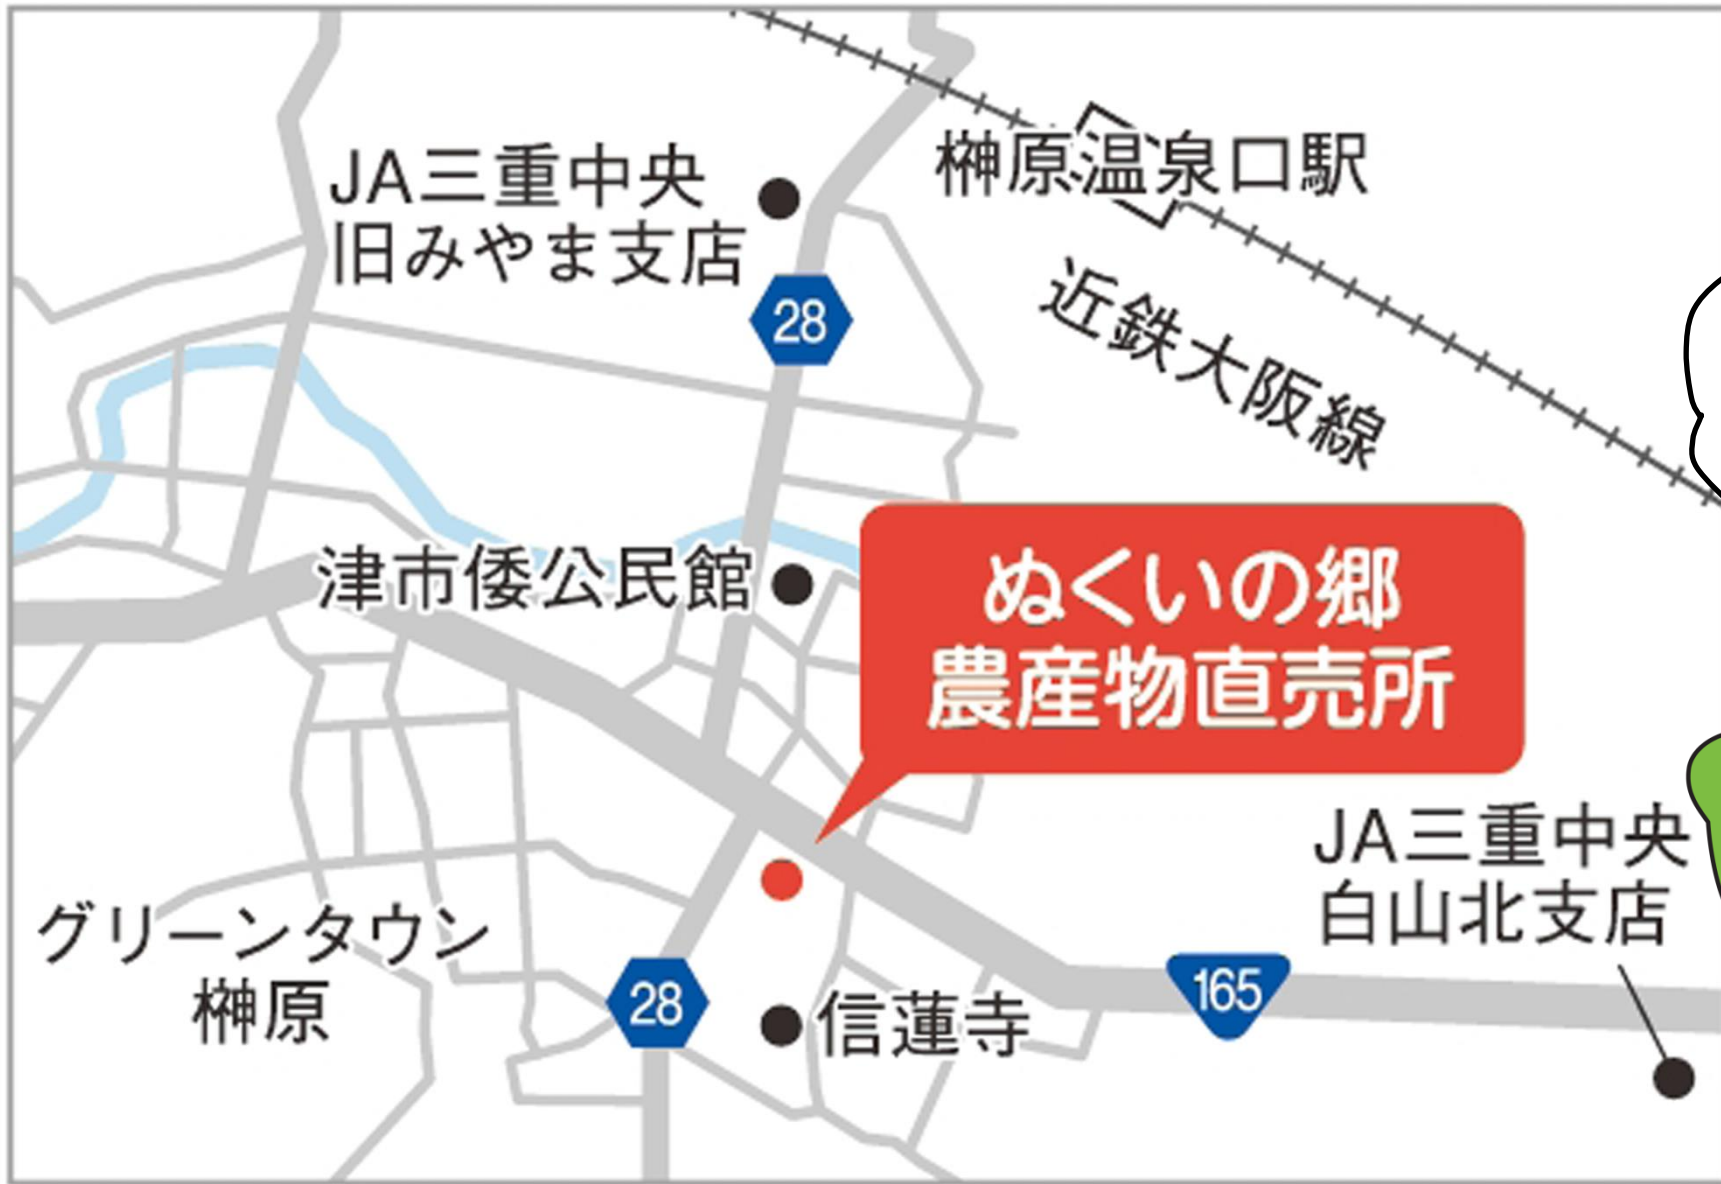 JA三重中央
旧みやま支店
榊原温泉口駅
28
近鉄大阪線
津市倭公民館
ぬくいの郷
農産物直売所
JA三重中央
白山北支店
グリーンタウン
榊原
28
信蓮寺
165